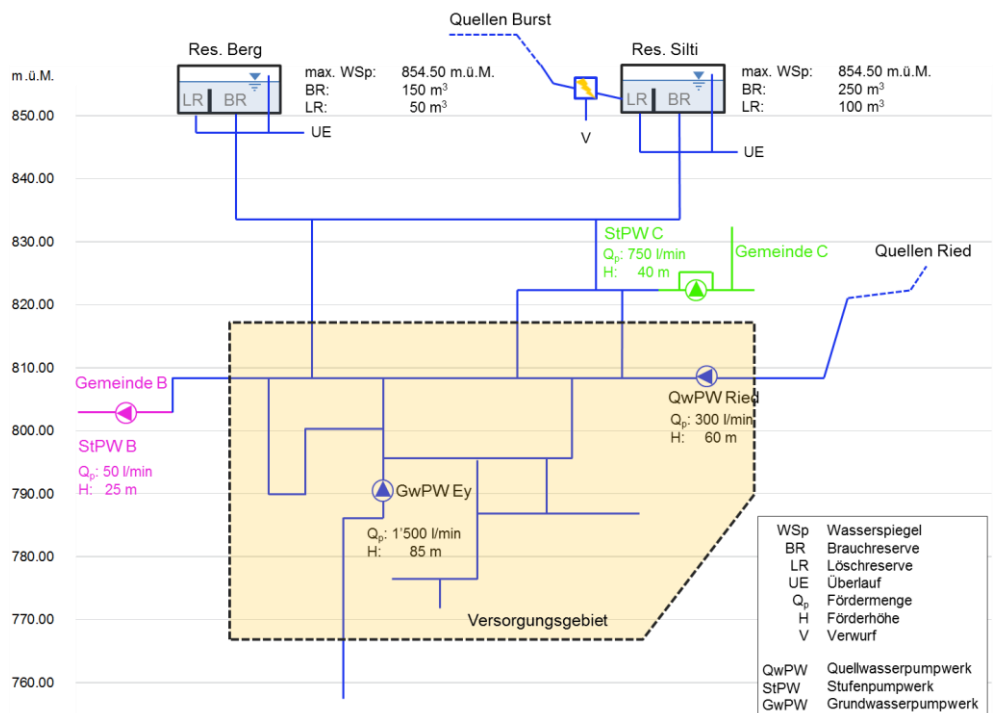 Quellen Burst
Res. Berg
Res. Silti
m.ü.M.
max. WSp: 854.50 m.ü.M.
BR: 150 m³
LR: 50 m³
max. WSp: 854.50 m.ü.M.
BR: 250 m³
LR: 100 m³
LR BR
LR BR
850.00
UE
V
UE
840.00
830.00
StPW C
Qp: 750 l/min
H: 40 m
Gemeinde C
Quellen Ried
820.00
810.00
Gemeinde B
QwPW Ried
Qp: 300 l/min
H: 60 m
800.00
StPW B
Qp: 50 l/min
H: 25 m
790.00
GwPW Ey
Qp: 1'500 l/min
H: 85 m
780.00
770.00
Versorgungsgebiet
760.00
WSp Wasserspiegel
BR Brauchreserve
LR Löschreserve
UE Überlauf
Qp Fördermenge
H Förderhöhe
V Verwurf
QwPW Quellwasserpumpwerk
StPW Stufenpumpwerk
GwPW Grundwasserpumpwerk